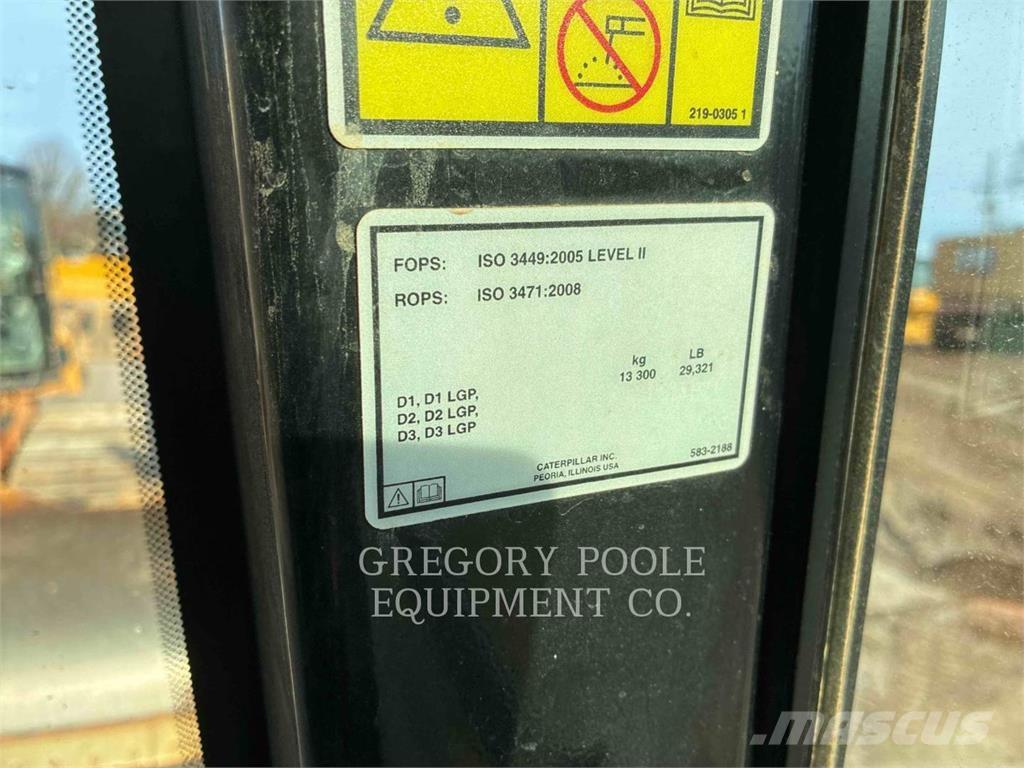 219-0305 1
FOPS: ISO 3449:2005 LEVEL II
ROPS: ISO 3471:2008
kg LB
13 300 29,321
D1, D1 LGP,
D2, D2 LGP,
D3, D3 LGP
583-2188
CATERPILLAR INC.
PEORIA, ILLINOIS USA
GREGORY POOLE
EQUIPMENT CO.
MASCUS